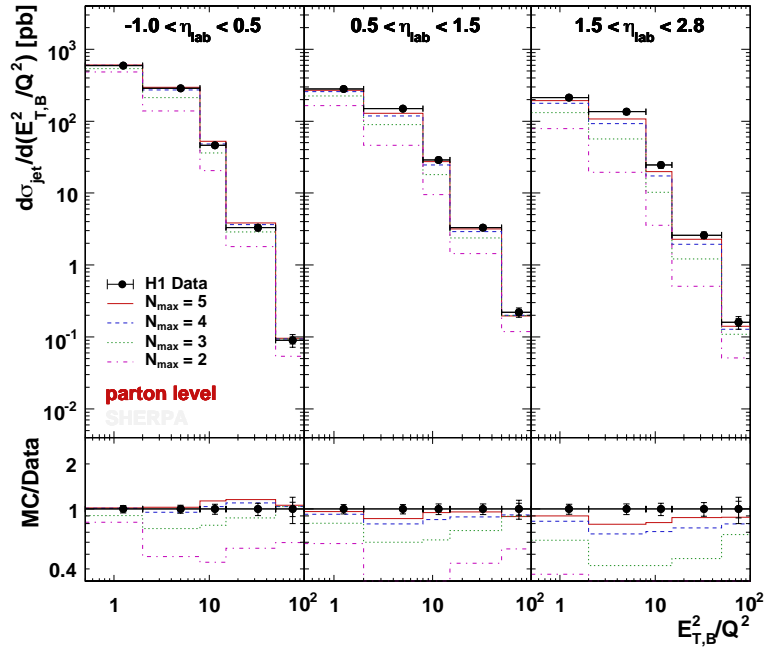 -1.0 < η_lab < 0.5
0.5 < η_lab < 1.5
1.5 < η_lab < 2.8
dσ_jet/d(E²_T,B/Q²) [pb]
10³
10²
10
1
10⁻¹
10⁻²
H1 Data
N_max = 5
N_max = 4
N_max = 3
N_max = 2
parton level
SHERPA
MC/Data
2
1
0.4
1 10 10²
1 10 10²
1 10 10²
E²_T,B/Q²